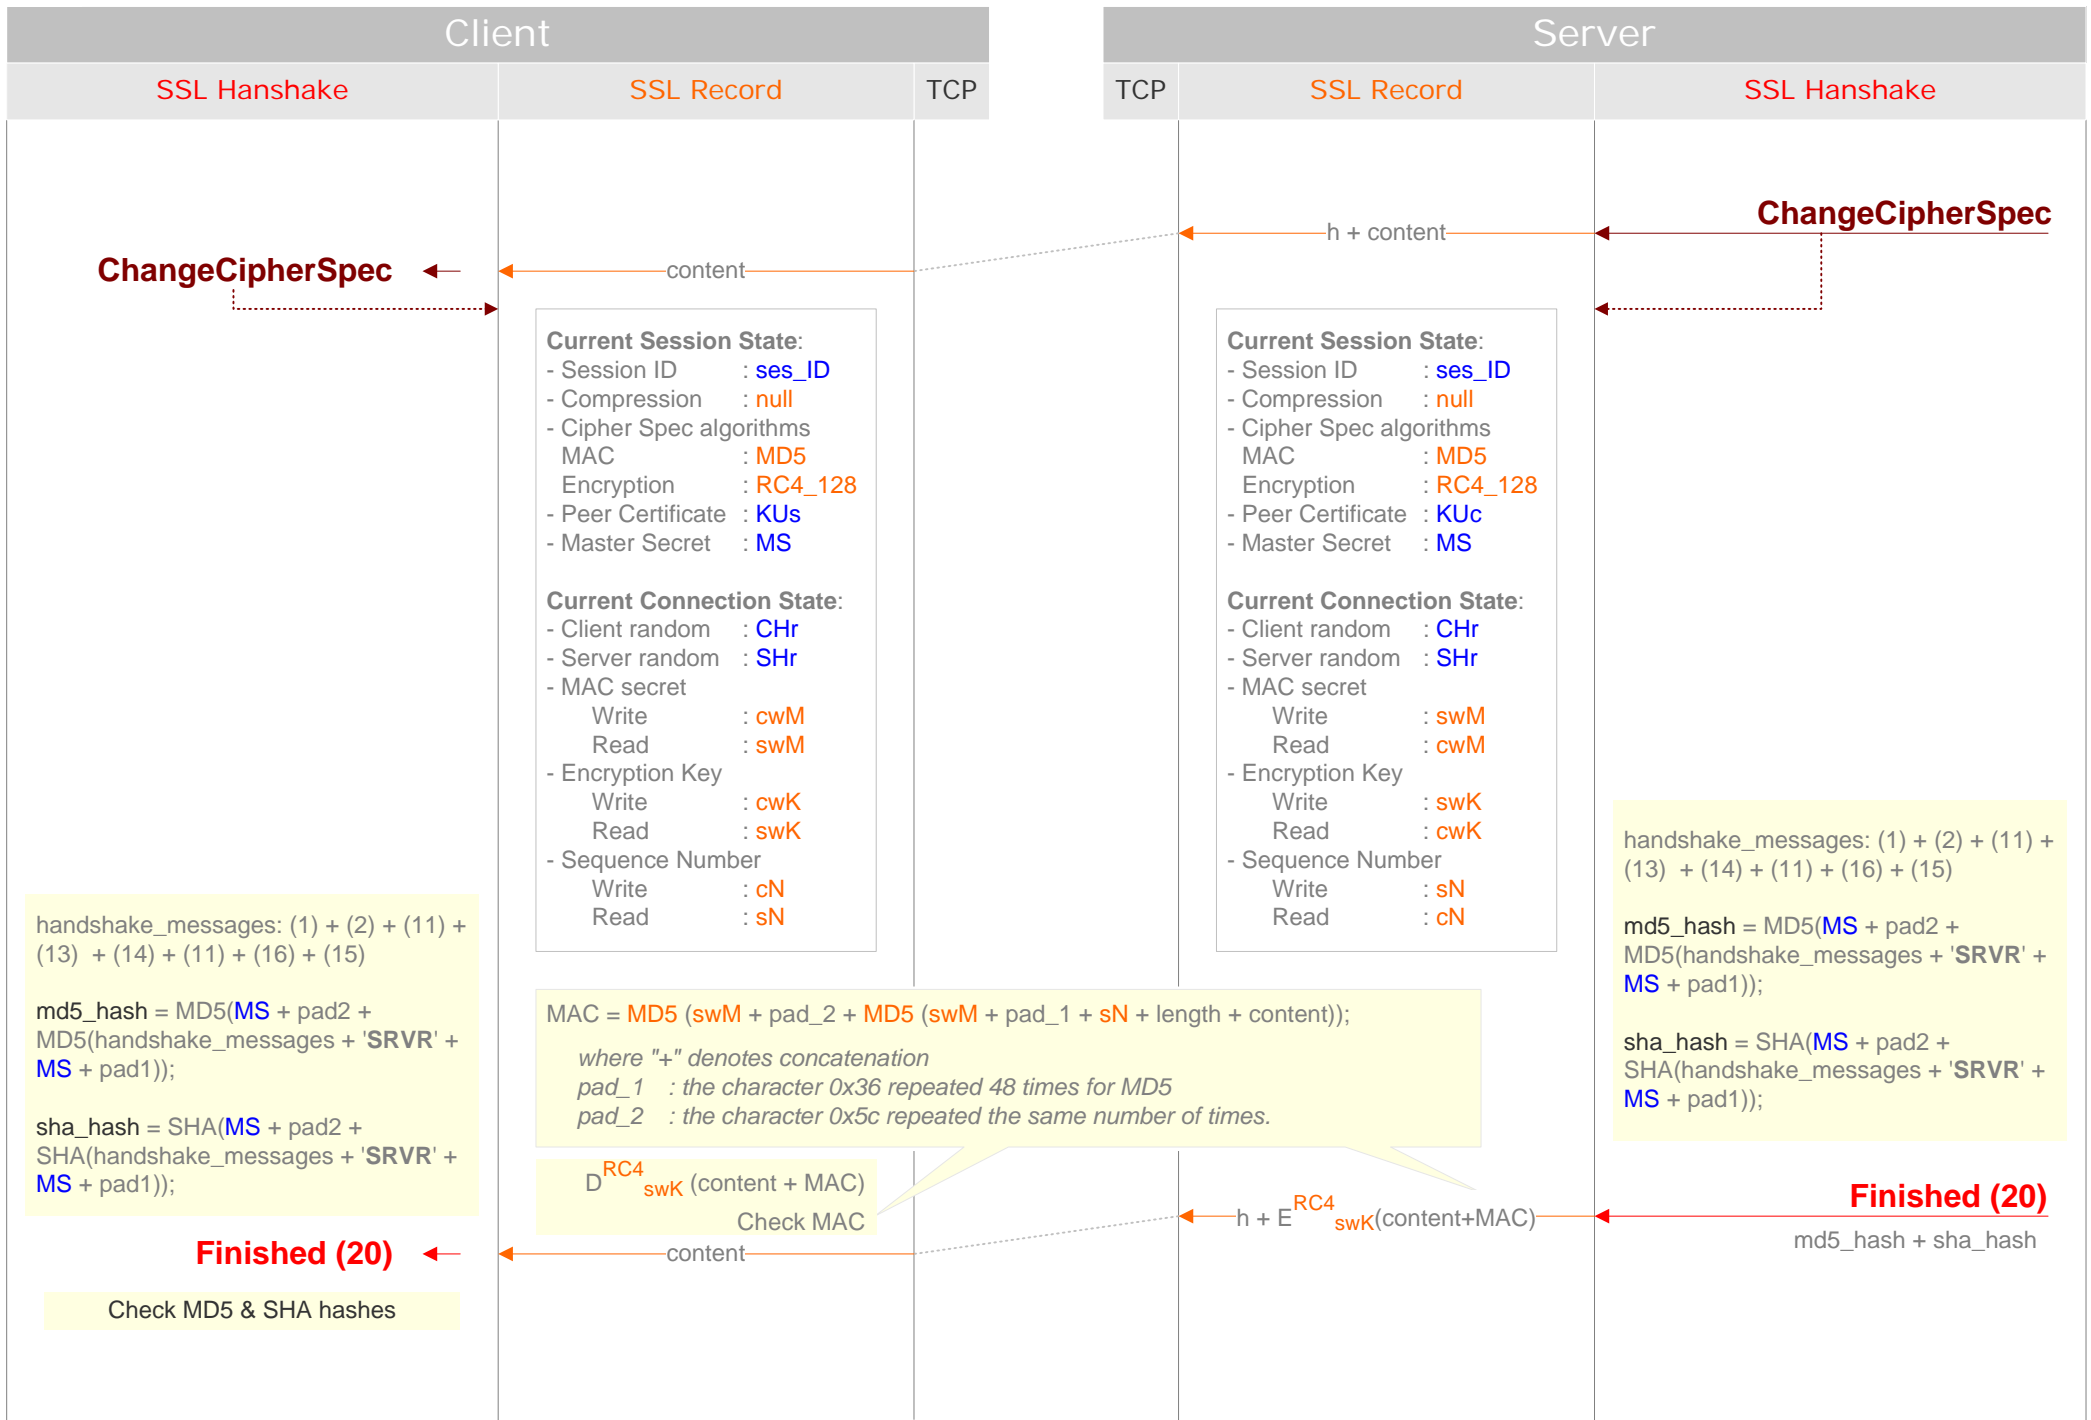 Client
Server
SSL Hanshake
SSL Record
TCP
TCP
SSL Record
SSL Hanshake
ChangeCipherSpec
h + content
ChangeCipherSpec
content
Current Session State:
- Session ID : ses_ID
- Compression : null
- Cipher Spec algorithms
MAC : MD5
Encryption : RC4_128
- Peer Certificate : KUs
- Master Secret : MS
Current Connection State:
- Client random : CHr
- Server random : SHr
- MAC secret
Write : cwM
Read : swM
- Encryption Key
Write : cwK
Read : swK
- Sequence Number
Write : cN
Read : sN
Current Session State:
- Session ID : ses_ID
- Compression : null
- Cipher Spec algorithms
MAC : MD5
Encryption : RC4_128
- Peer Certificate : KUc
- Master Secret : MS
Current Connection State:
- Client random : CHr
- Server random : SHr
- MAC secret
Write : swM
Read : cwM
- Encryption Key
Write : swK
Read : cwK
- Sequence Number
Write : sN
Read : cN
handshake_messages: (1) + (2) + (11) +
(13) + (14) + (11) + (16) + (15)
md5_hash = MD5(MS + pad2 +
MD5(handshake_messages + 'SRVR' +
MS + pad1));
sha_hash = SHA(MS + pad2 +
SHA(handshake_messages + 'SRVR' +
MS + pad1));
handshake_messages: (1) + (2) + (11) +
(13) + (14) + (11) + (16) + (15)
md5_hash = MD5(MS + pad2 +
MD5(handshake_messages + 'SRVR' +
MS + pad1));
sha_hash = SHA(MS + pad2 +
SHA(handshake_messages + 'SRVR' +
MS + pad1));
MAC = MD5 (swM + pad_2 + MD5 (swM + pad_1 + sN + length + content));
where "+" denotes concatenation
pad_1 : the character 0x36 repeated 48 times for MD5
pad_2 : the character 0x5c repeated the same number of times.
D RC4 swK (content + MAC)
Check MAC
h + E RC4 swK(content+MAC)
Finished (20)
md5_hash + sha_hash
Finished (20)
content
Check MD5 & SHA hashes